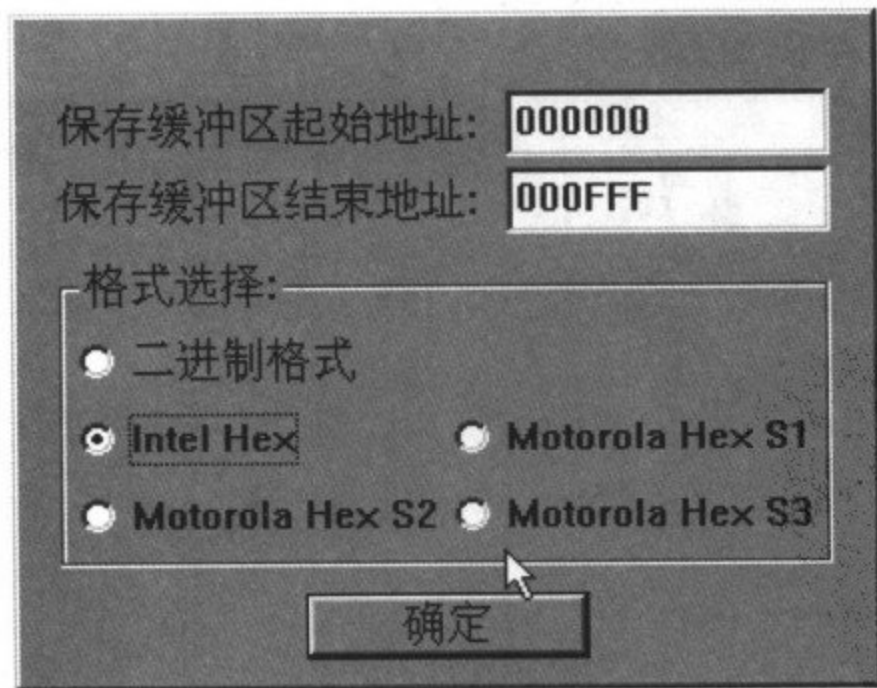 保存缓冲区起始地址: 000000
保存缓冲区结束地址: 000FFF
格式选择:
二进制格式
Intel Hex Motorola Hex S1
Motorola Hex S2 Motorola Hex S3
确定